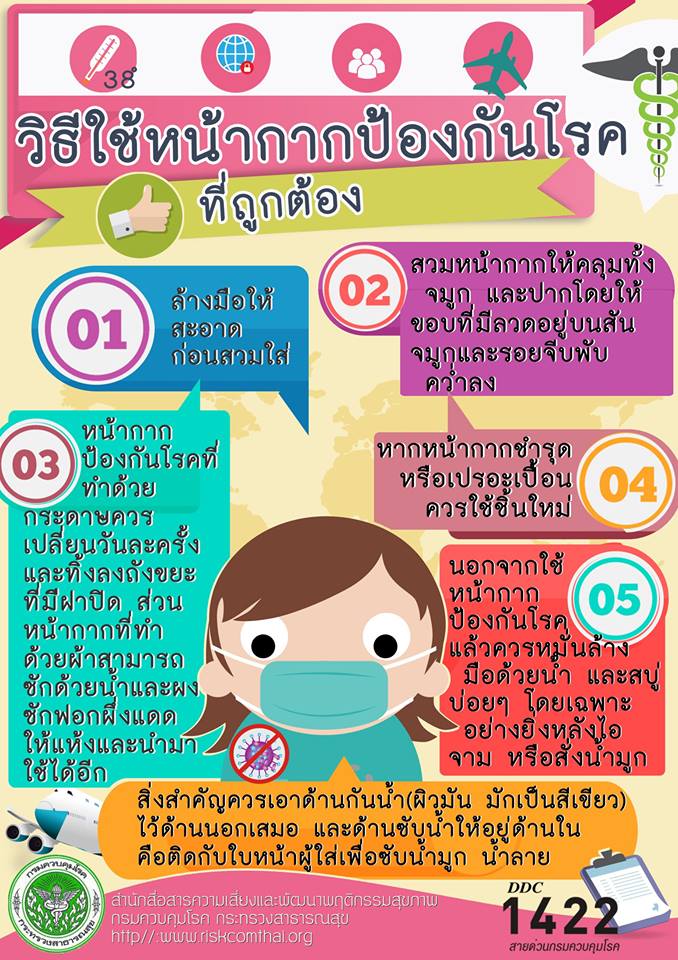 38°
วิธีใช้หน้ากากป้องกันโรค
ที่ถูกต้อง
01
ล้างมือให้
สะอาด
ก่อนสวมใส่
02
สวมหน้ากากให้คลุมทั้ง
จมูก และปากโดยให้
ขอบที่มีลวดอยู่บนสัน
จมูกและรอยจีบพับ
คว่ำลง
03
หน้ากาก
ป้องกันโรคที่
ทำด้วย
กระดาษควร
เปลี่ยนวันละครั้ง
และทิ้งลงถังขยะ
ที่มีฝาปิด ส่วน
หน้ากากที่ทำ
ด้วยผ้าสามารถ
ซักด้วยน้ำและผง
ซักฟอกผึ่งแดด
ให้แห้งและนำมา
ใช้ได้อีก
04
หากหน้ากากชำรุด
หรือเปรอะเปื้อน
ควรใช้ชิ้นใหม่
05
นอกจากใช้
หน้ากาก
ป้องกันโรค
แล้วควรหมั่นล้าง
มือด้วยน้ำ และสบู่
บ่อยๆ โดยเฉพาะ
อย่างยิ่งหลังไอ
จาม หรือสั่งน้ำมูก
สิ่งสำคัญควรเอาด้านกันน้ำ(ผิวมัน มักเป็นสีเขียว)
ไว้ด้านนอกเสมอ และด้านซับน้ำให้อยู่ด้านใน
คือติดกับใบหน้าผู้ใส่เพื่อซับน้ำมูก น้ำลาย
กรมควบคุมโรค
กระทรวงสาธารณสุข
สำนักสื่อสารความเสี่ยงและพัฒนาพฤติกรรมสุขภาพ
กรมควบคุมโรค กระทรวงสาธารณสุข
http//:www.riskcomthai.org
DDC
1422
สายด่วนกรมควบคุมโรค